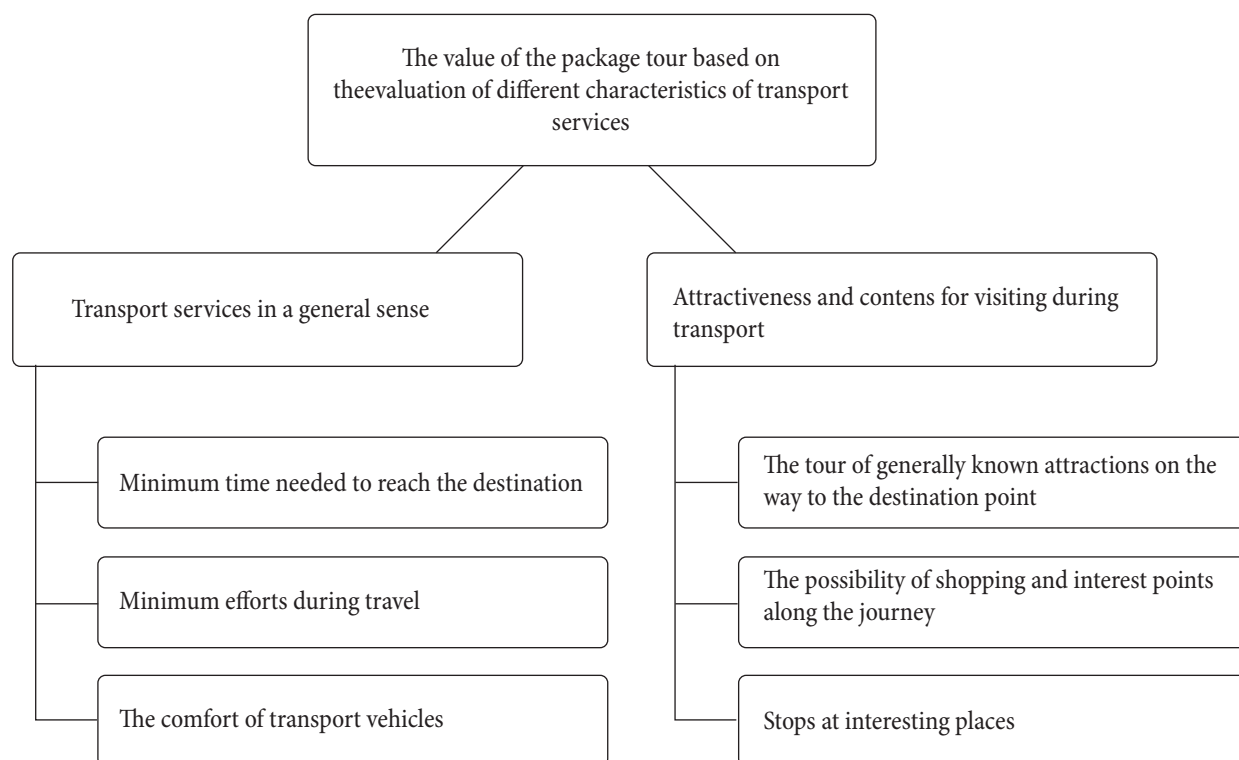 The value of the package tour based on
theevaluation of different characteristics of transport
services
Transport services in a general sense
Attractiveness and contens for visiting during
transport
Minimum time needed to reach the destination
The tour of generally known attractions on the
way to the destination point
Minimum efforts during travel
The possibility of shopping and interest points
along the journey
The comfort of transport vehicles
Stops at interesting places